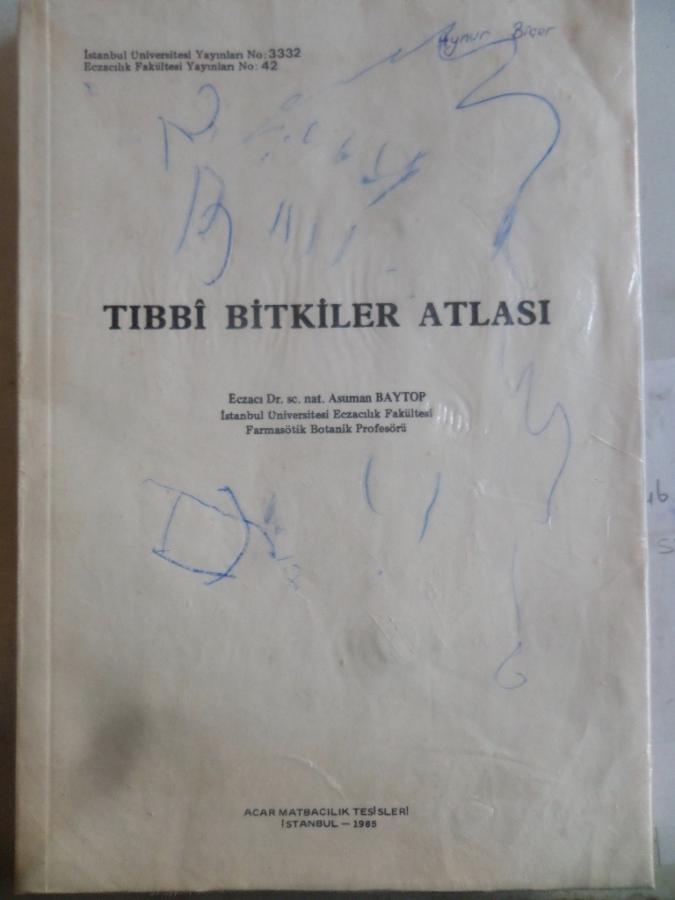 Aynur Biçer
İstanbul Üniversitesi Yayınları No: 3332
Eczacılık Fakültesi Yayınları No: 42
TIBBÎ BİTKİLER ATLASI
Eczacı Dr. sc. nat. Asuman BAYTOP
İstanbul Üniversitesi Eczacılık Fakültesi
Farmasötik Botanik Profesörü
ACAR MATBACILIK TESİSLERİ
İSTANBUL — 1985